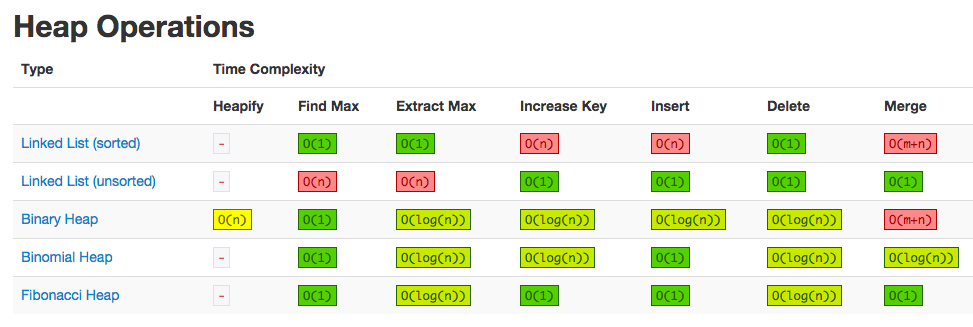 Heap Operations
Type Time Complexity
Heapify Find Max Extract Max Increase Key Insert Delete Merge
Linked List (sorted) - O(1) O(1) O(n) O(n) O(1) O(m+n)
Linked List (unsorted) - O(n) O(n) O(1) O(1) O(1) O(1)
Binary Heap O(n) O(1) O(log(n)) O(log(n)) O(log(n)) O(log(n)) O(m+n)
Binomial Heap - O(1) O(log(n)) O(log(n)) O(1) O(log(n)) O(log(n))
Fibonacci Heap - O(1) O(log(n)) O(1) O(1) O(log(n)) O(1)